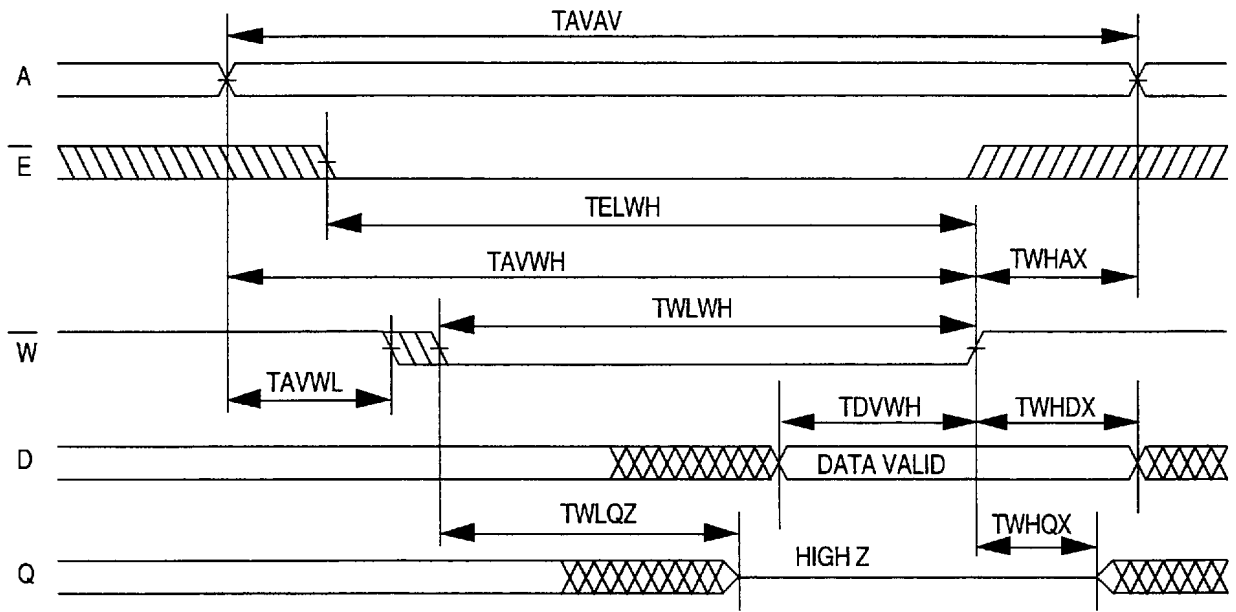 TAVAV
A
E
TELWH
TAVWH
TWHAX
TWLWH
W
TAVWL
TDVWH
TWHDX
D
DATA VALID
TWLQZ
TWHQX
HIGH Z
Q